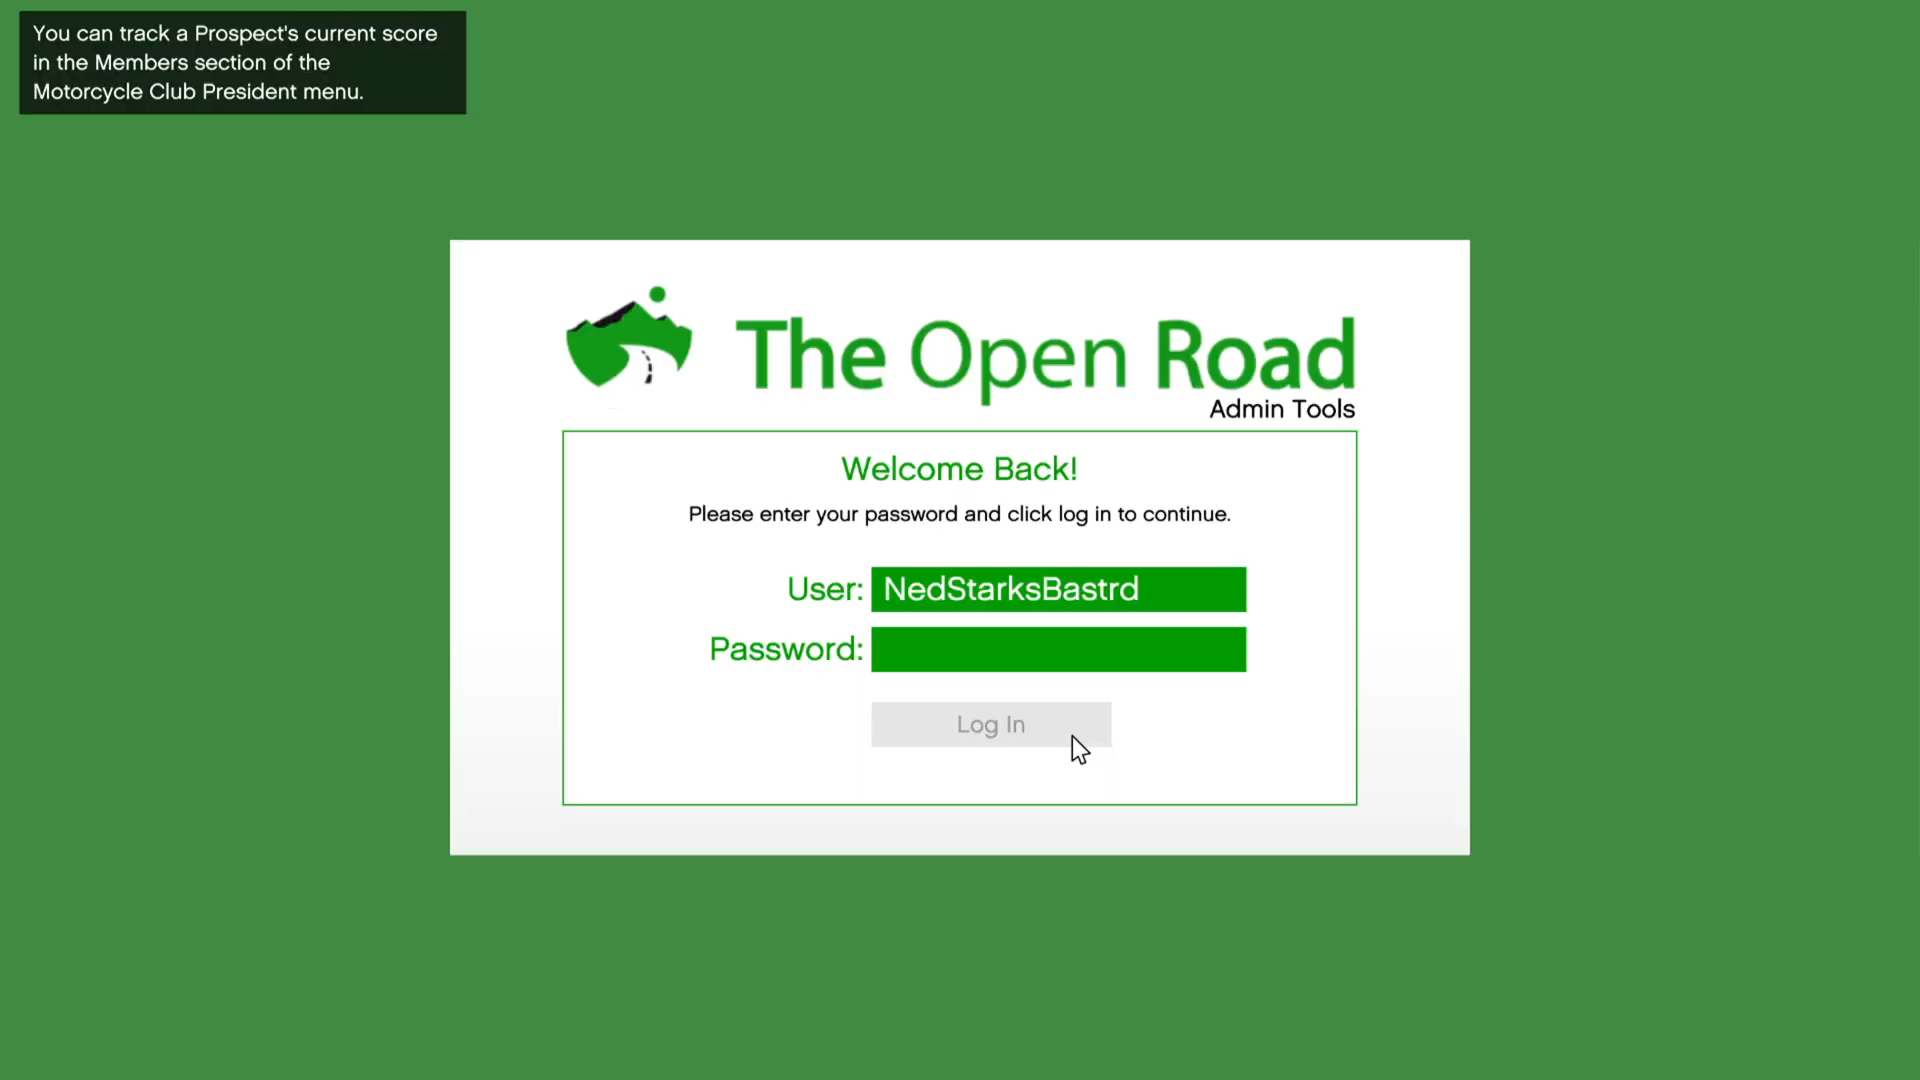 You can track a Prospect's current score
in the Members section of the
Motorcycle Club President menu.
The Open Road
Admin Tools
Welcome Back!
Please enter your password and click log in to continue.
User: NedStarksBastrd
Password:
Log In